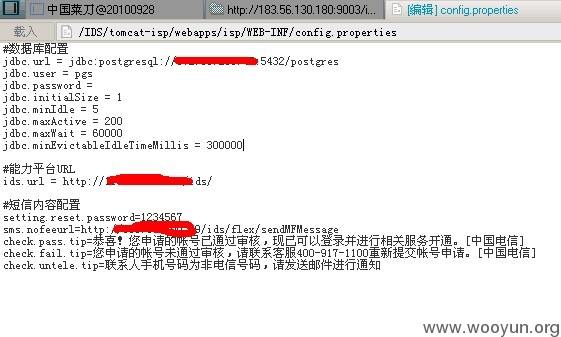 中国菜刀@20100928
http://183.56.130.180:9003/i...
[编辑] config.properties
载入
/IDS/tomcat-isp/webapps/isp/WEB-INF/config.properties
#数据库配置
jdbc.url = jdbc:postgresql://:5432/postgres
jdbc.user = pgs
jdbc.password =
jdbc.initialSize = 1
jdbc.minIdle = 5
jdbc.maxActive = 200
jdbc.maxWait = 60000
jdbc.minEvictableIdleTimeMillis = 300000
#能力平台URL
ids.url = http://ids/
#短信内容配置
setting.reset.password=1234567
sms.nofeeurl=http:9/ids/flex/sendMFMessage
check.pass.tip=恭喜！您申请的帐号已通过审核，现已可以登录并进行相关服务开通。[中国电信]
check.fail.tip=您申请的帐号未通过审核，请联系客服400-917-1100重新提交帐号申请。[中国电信]
check.untele.tip=联系人手机号码为非电信号码，请发送邮件进行通知
www.wooyun.org